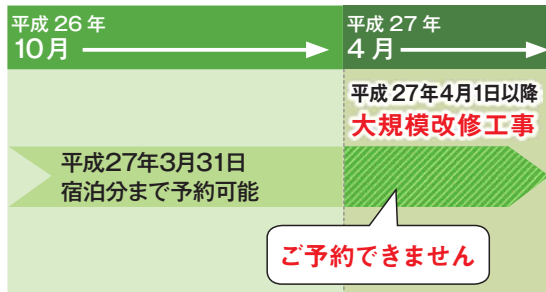 平成 26 年
10月
平成 27 年
4 月
平成 27年4月1日以降
大規模改修工事
平成27年3月31日
宿泊分まで予約可能
ご予約できません